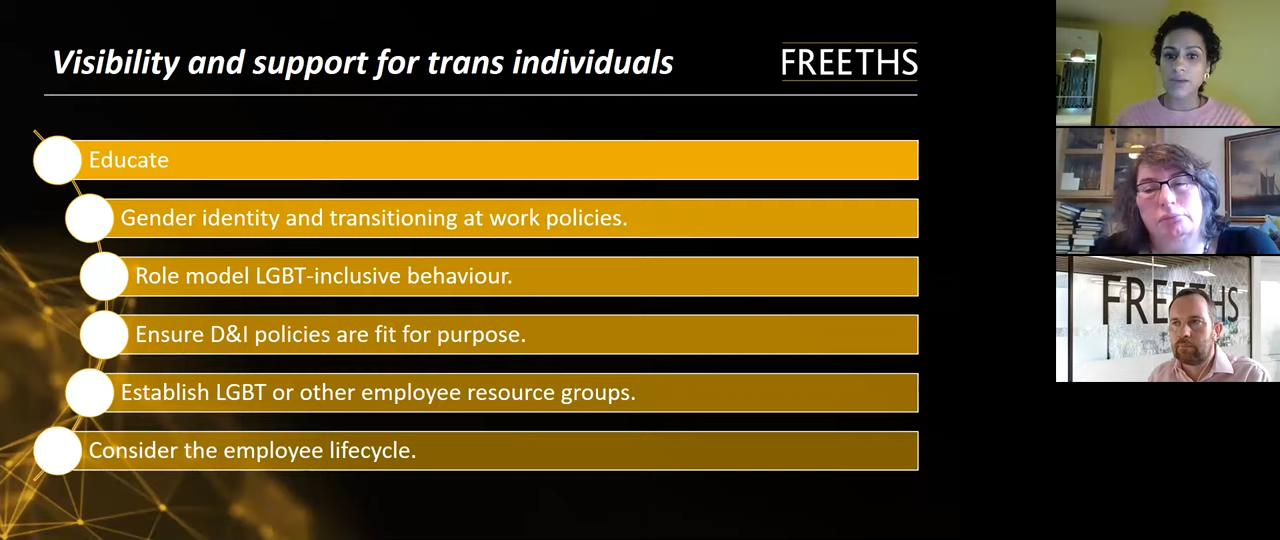 Visibility and support for trans individuals
FREETHS
Educate
Gender identity and transitioning at work policies.
Role model LGBT-inclusive behaviour.
Ensure D&I policies are fit for purpose.
Establish LGBT or other employee resource groups.
Consider the employee lifecycle.
FREETHS